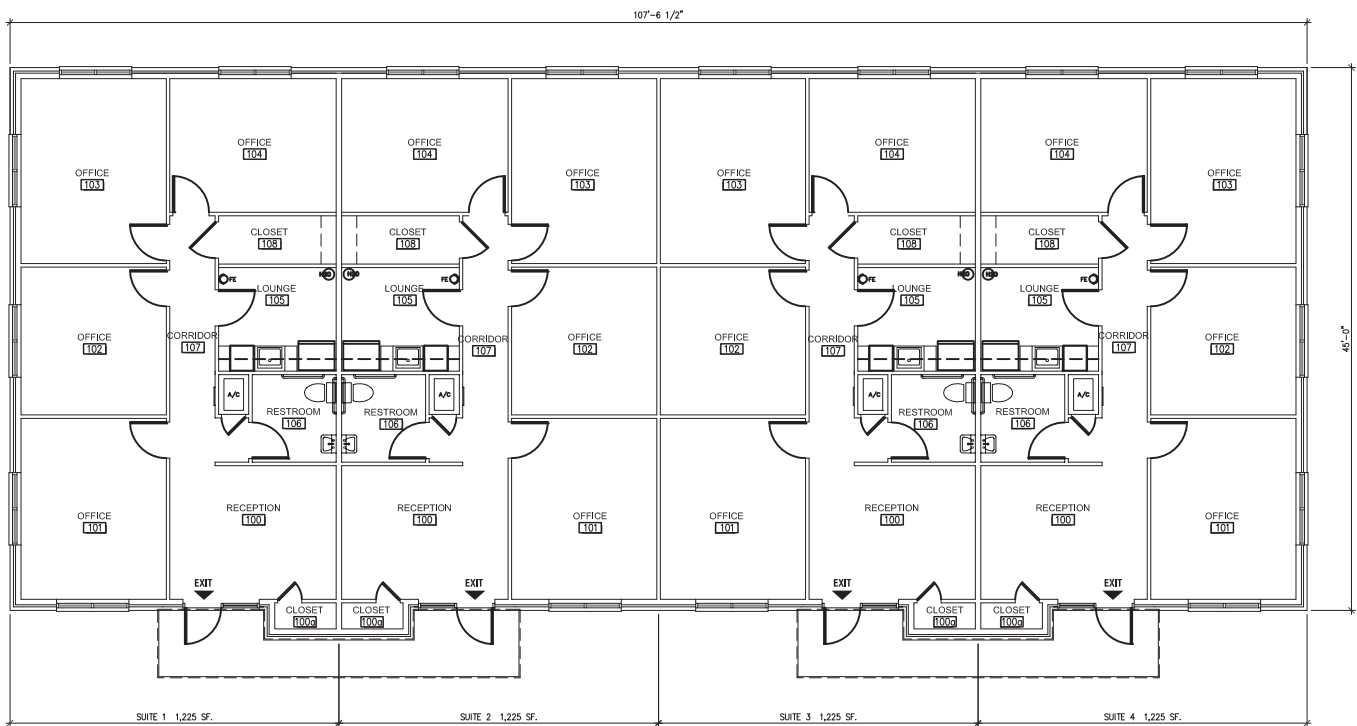 107'-6 1/2"
OFFICE 104
OFFICE 104
OFFICE 104
OFFICE 104
OFFICE 103
OFFICE 103
OFFICE 103
OFFICE 103
CLOSET 108
CLOSET 108
CLOSET 108
CLOSET 108
FE
H2O
H2O
FE
FE
H2O
H2O
FE
LOUNGE 105
LOUNGE 105
LOUNGE 105
LOUNGE 105
45'-0"
OFFICE 102
CORRIDOR 107
CORRIDOR 107
OFFICE 102
OFFICE 102
CORRIDOR 107
CORRIDOR 107
OFFICE 102
A/C
A/C
A/C
A/C
RESTROOM 106
RESTROOM 106
RESTROOM 106
RESTROOM 106
OFFICE 101
RECEPTION 100
RECEPTION 100
OFFICE 101
OFFICE 101
RECEPTION 100
RECEPTION 100
OFFICE 101
EXIT
EXIT
EXIT
EXIT
CLOSET 100a
CLOSET 100a
CLOSET 100a
CLOSET 100a
SUITE 1 1,225 SF.
SUITE 2 1,225 SF.
SUITE 3 1,225 SF.
SUITE 4 1,225 SF.